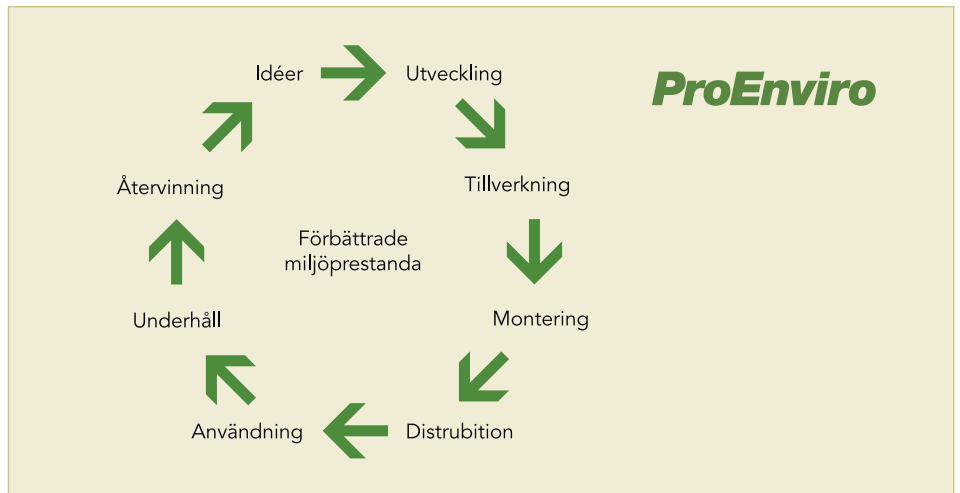 Idéer
Utveckling
ProEnviro
Tillverkning
Montering
Distrubition
Användning
Underhåll
Återvinning
Förbättrade
miljöprestanda